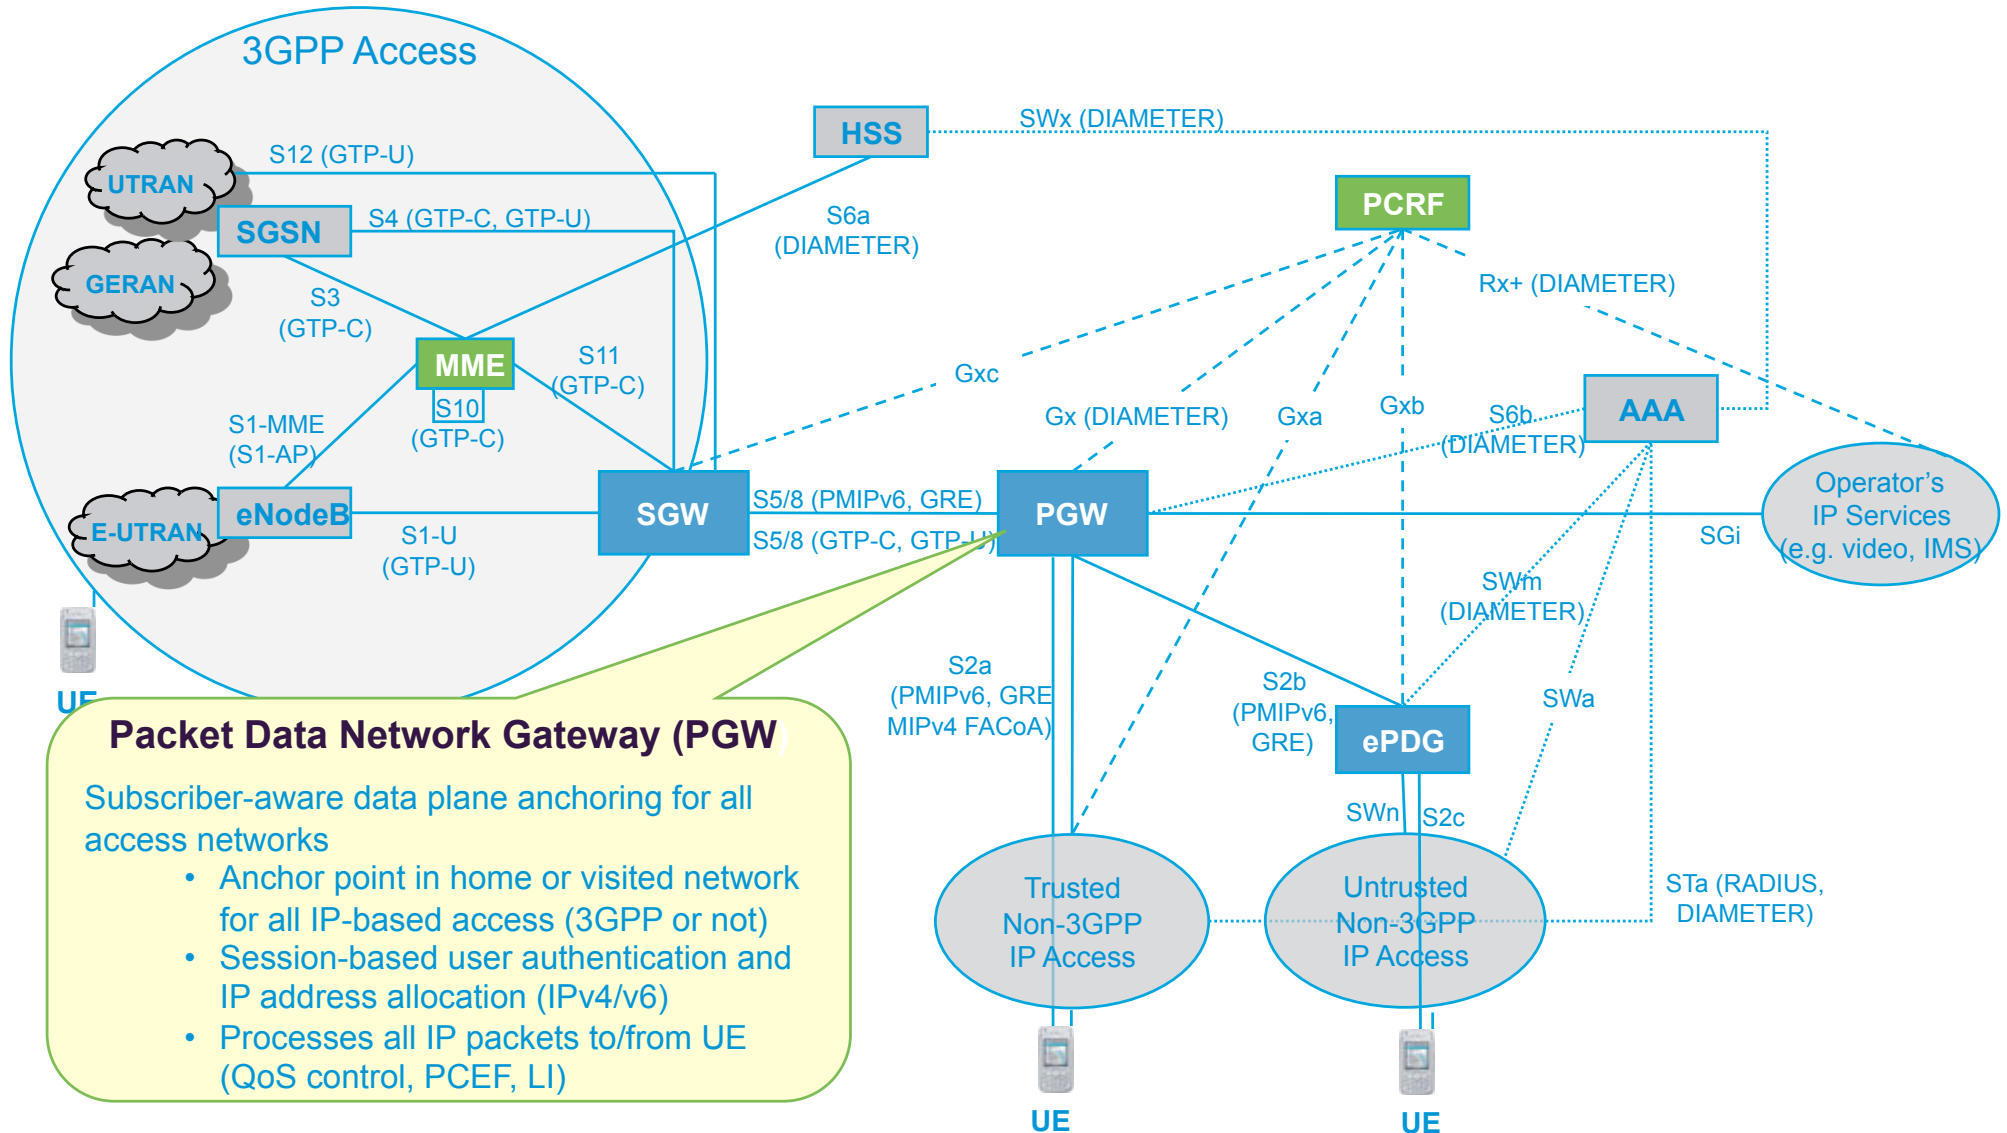 3GPP Access
HSS
SWx (DIAMETER)
S12 (GTP-U)
UTRAN
PCRF
S4 (GTP-C, GTP-U)
SGSN
S6a
(DIAMETER)
GERAN
Rx+ (DIAMETER)
S3
(GTP-C)
MME
S11
(GTP-C)
Gxc
S10
(GTP-C)
Gx (DIAMETER)
Gxa
Gxb
S6b
(DIAMETER)
AAA
S1-MME
(S1-AP)
Operator's
IP Services
(e.g. video, IMS)
E-UTRAN
eNodeB
SGW
S5/8 (PMIPv6, GRE)
S5/8 (GTP-C, GTP-U)
PGW
S1-U
(GTP-U)
SGi
SWm
(DIAMETER)
UE
S2a
(PMIPv6, GRE
MIPv4 FACoA)
S2b
(PMIPv6,
GRE)
SWa
ePDG
Packet Data Network Gateway (PGW)
Subscriber-aware data plane anchoring for all
access networks
• Anchor point in home or visited network
for all IP-based access (3GPP or not)
• Session-based user authentication and
IP address allocation (IPv4/v6)
• Processes all IP packets to/from UE
(QoS control, PCEF, LI)
SWn
S2c
Trusted
Non-3GPP
IP Access
Untrusted
Non-3GPP
IP Access
STa (RADIUS,
DIAMETER)
UE
UE